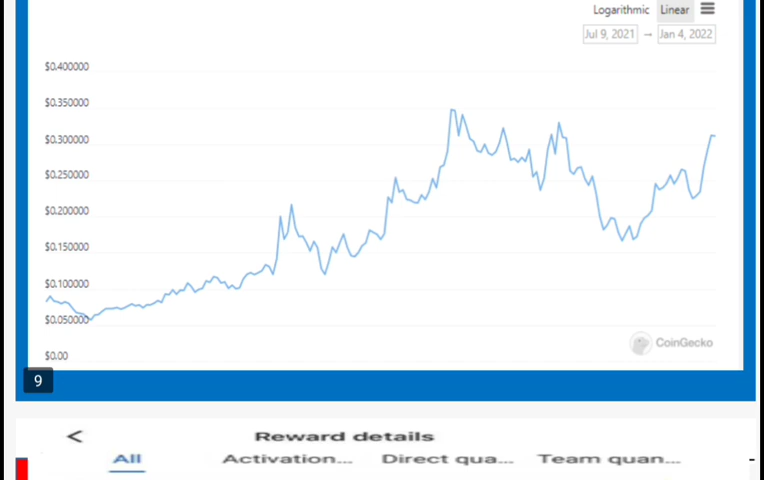 Logarithmic Linear
Jul 9, 2021 → Jan 4, 2022
$0.400000
$0.350000
$0.300000
$0.250000
$0.200000
$0.150000
$0.100000
$0.050000
$0.00
CoinGecko
9
< Reward details
All Activation... Direct qua... Team quan...